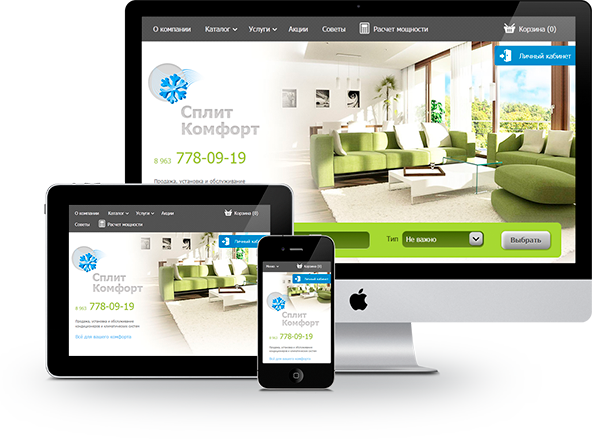 О компании Каталог Услуги Акции Советы Расчет мощности Корзина (0)
Личный кабинет
Сплит
Комфорт
8 963 778-09-19
Продажа, установка и обслуживание
Тип Не важно Выбрать
О компании Каталог Услуги Акции Корзина (0)
Советы Расчет мощности
Личный кабинет
Сплит
Комфорт
8 963 778-09-19
Продажа, установка и обслуживание
кондиционеров и климатических систем
Всё для вашего комфорта
Меню Корзина (0)
Личный кабинет
Сплит
Комфорт
8 963 778-09-19
Продажа, установка и обслуживание
кондиционеров и климатических систем
Всё для вашего комфорта